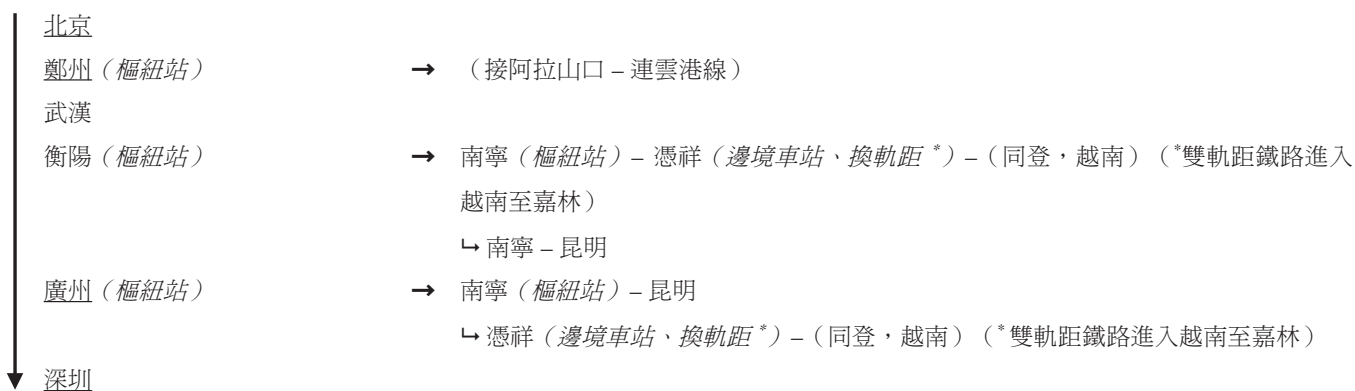 北京
鄭州（樞紐站） → （接阿拉山口 – 連雲港線）
武漢
衡陽（樞紐站） → 南寧（樞紐站）– 憑祥（邊境車站、換軌距 *）–（同登，越南）（*雙軌距鐵路進入
越南至嘉林）
↳ 南寧 – 昆明
廣州（樞紐站） → 南寧（樞紐站）– 昆明
↳ 憑祥（邊境車站、換軌距 *）–（同登，越南）（* 雙軌距鐵路進入越南至嘉林）
深圳